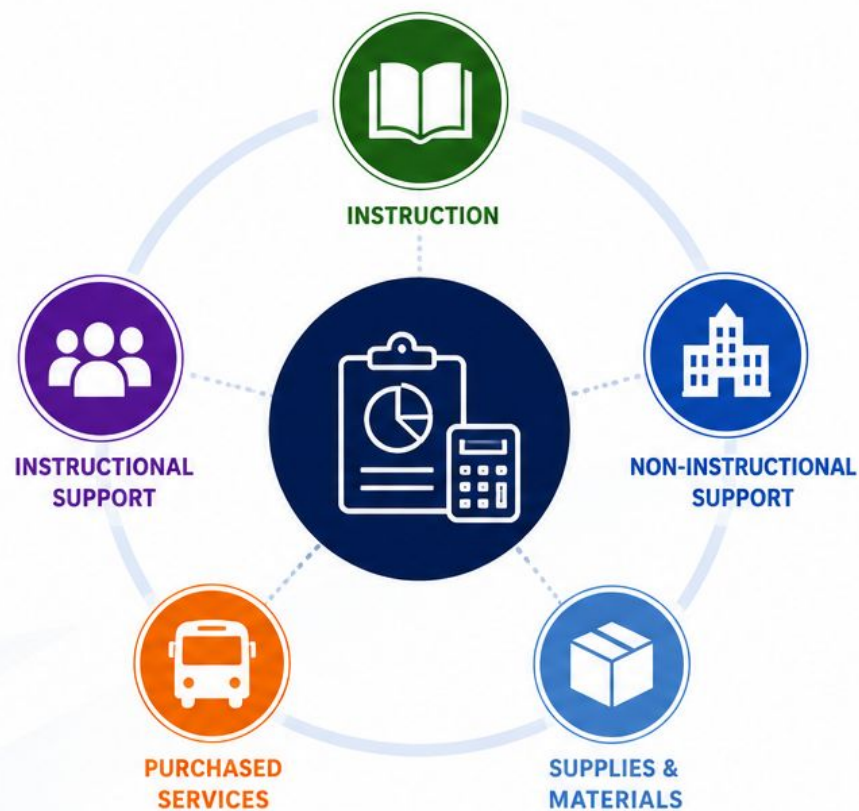 INSTRUCTION
INSTRUCTIONAL
SUPPORT
NON-INSTRUCTIONAL
SUPPORT
PURCHASED
SERVICES
SUPPLIES &
MATERIALS